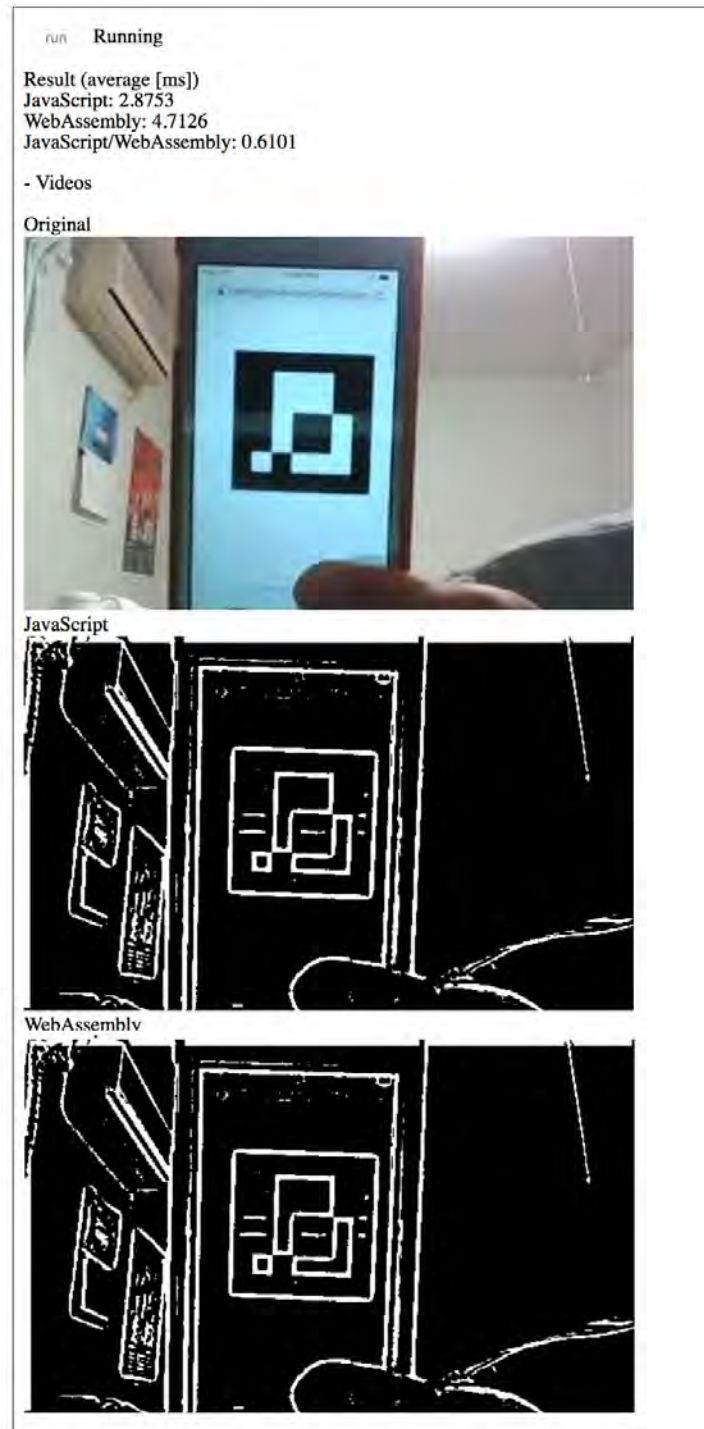 run Running
Result (average [ms])
JavaScript: 2.8753
WebAssembly: 4.7126
JavaScript/WebAssembly: 0.6101
- Videos
Original
JavaScript
WebAssembly